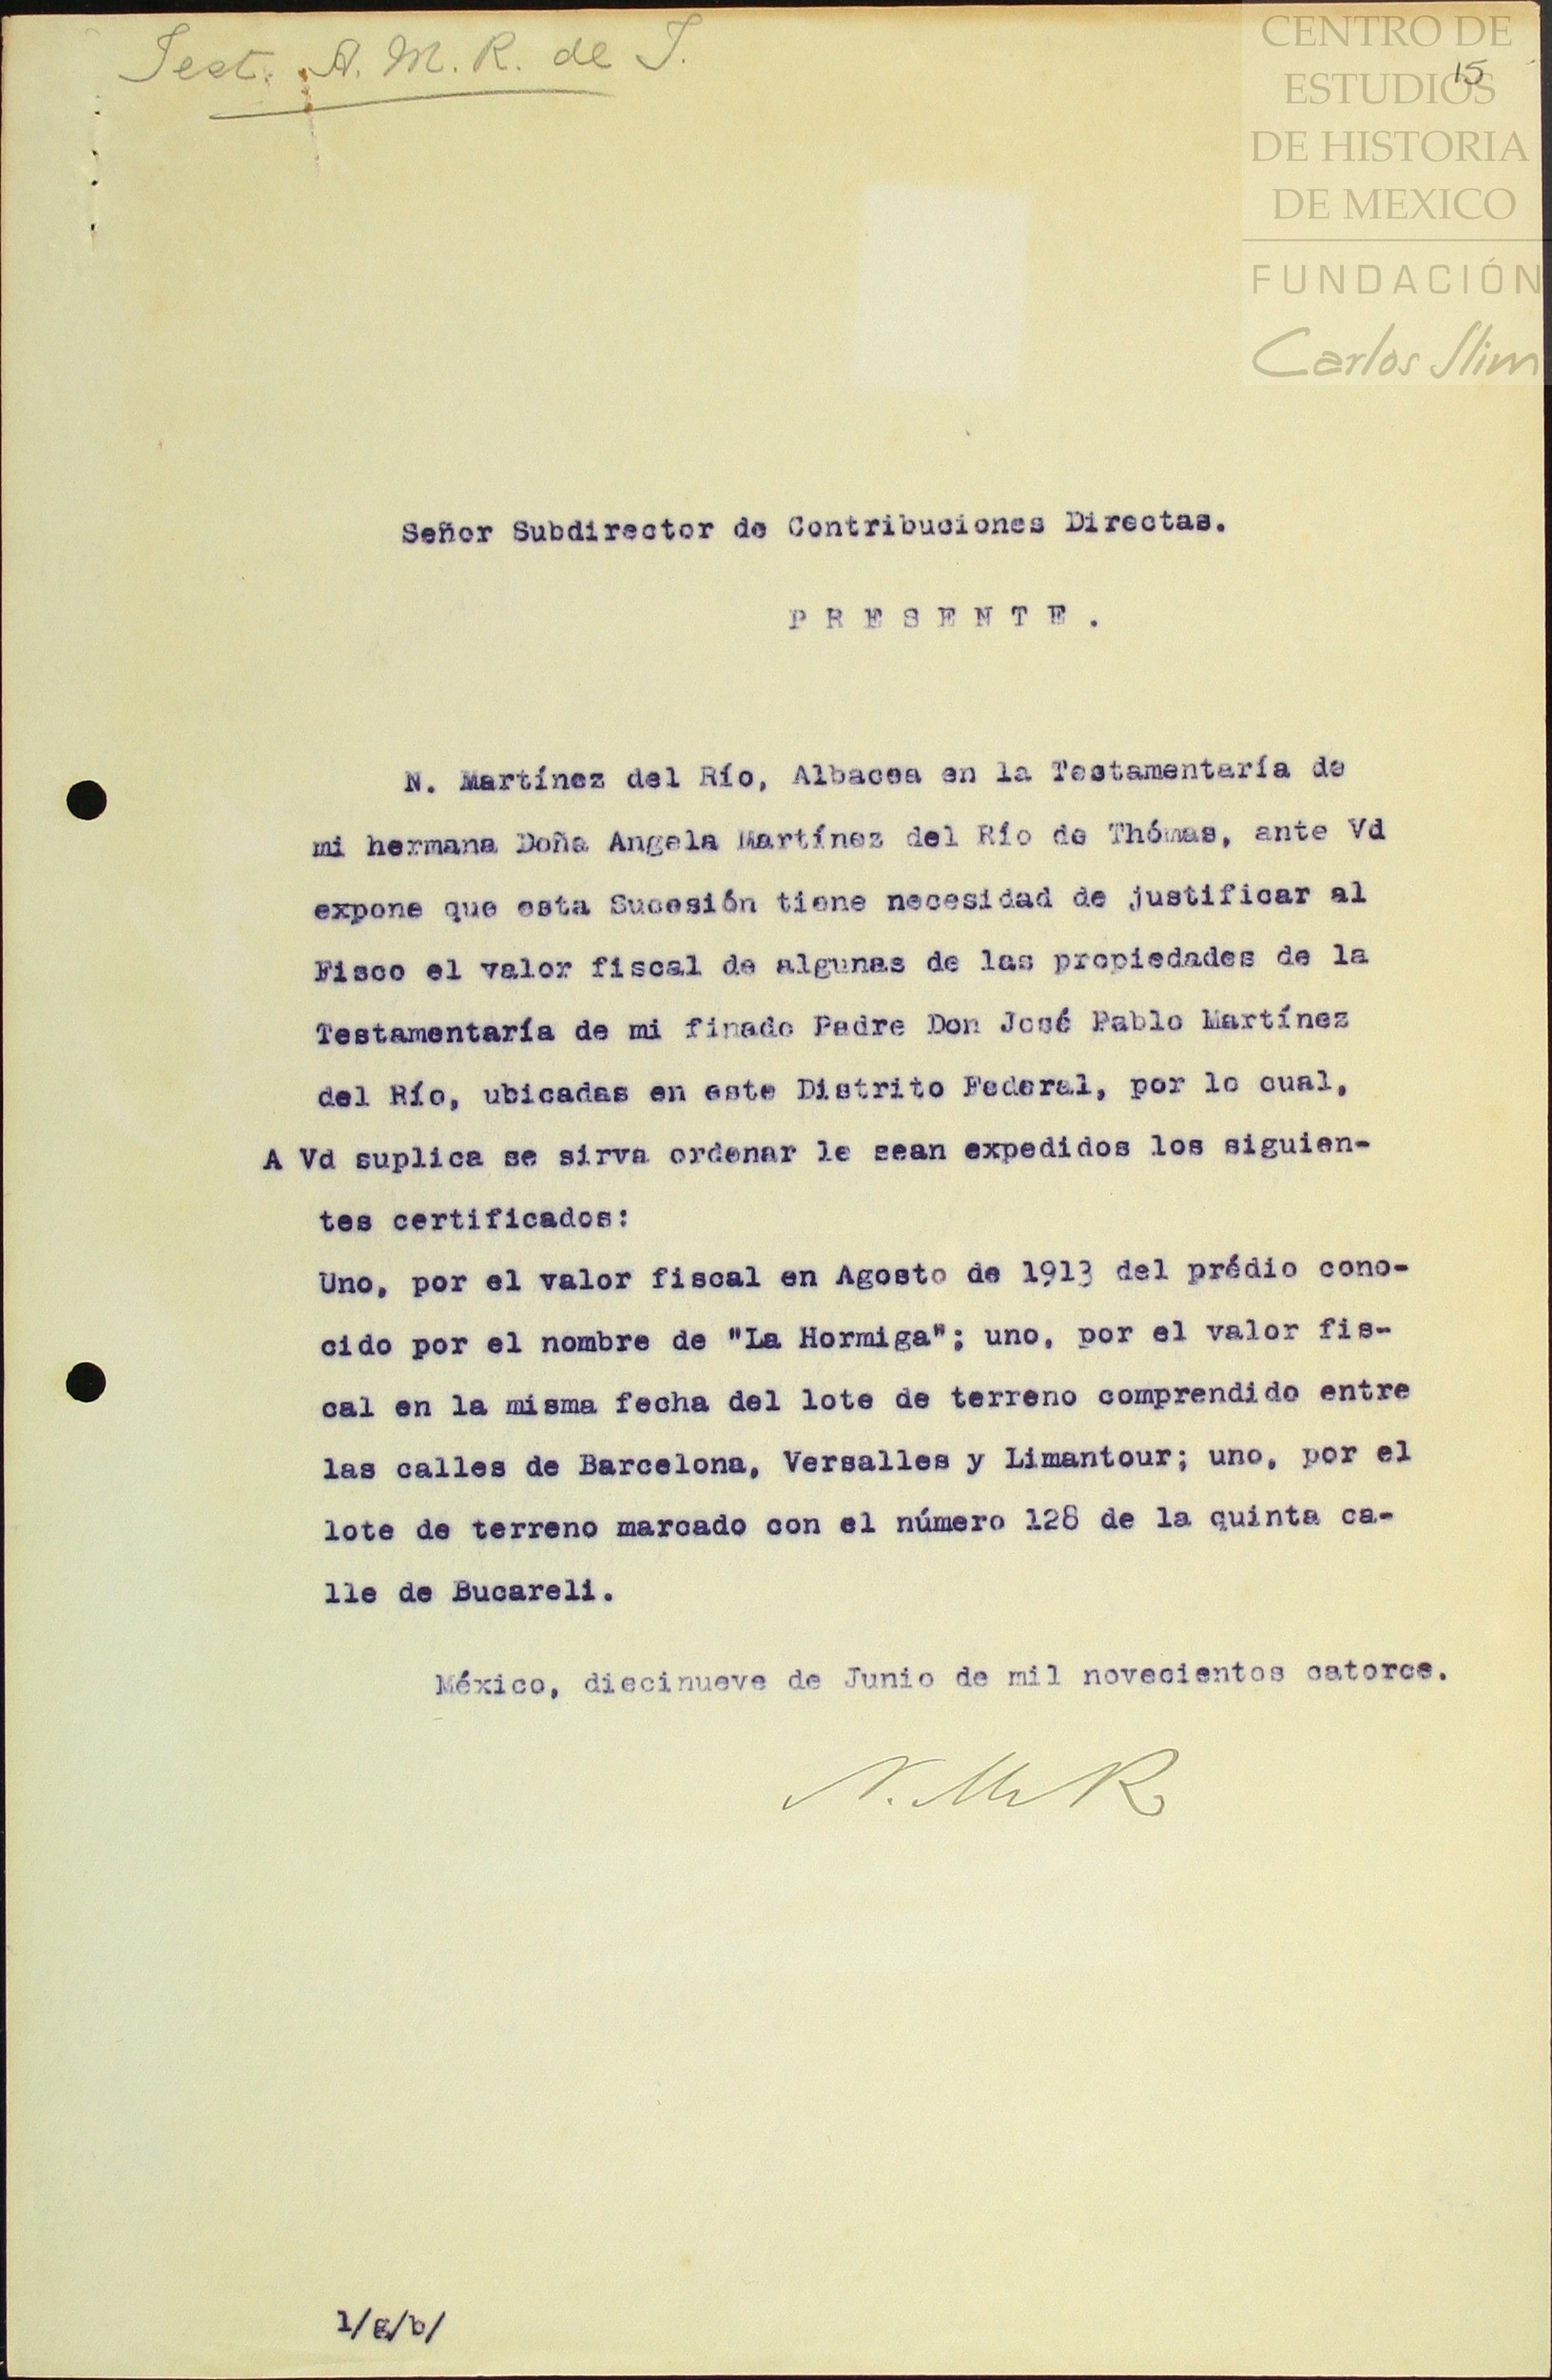 Test. A. M. R. de T.
15
CENTRO DE
ESTUDIOS
DE HISTORIA
DE MEXICO
FUNDACIÓN
Carlos Slim
Señor Subdirector de Contribuciones Directas.
P R E S E N T E .
N. Martínez del Río, Albacea en la Testamentaría de
mi hermana Doña Angela Martínez del Río de Thómas, ante Vd
expone que esta Sucesión tiene necesidad de justificar al
Fisco el valor fiscal de algunas de las propiedades de la
Testamentaría de mi finado Padre Don José Pablo Martínez
del Río, ubicadas en este Distrito Federal, por lo cual,
A Vd suplica se sirva ordenar le sean expedidos los siguien-
tes certificados:
Uno, por el valor fiscal en Agosto de 1913 del prédio cono-
cido por el nombre de "La Hormiga"; uno, por el valor fis-
cal en la misma fecha del lote de terreno comprendido entre
las calles de Barcelona, Versalles y Limantour; uno, por el
lote de terreno marcado con el número 128 de la quinta ca-
lle de Bucareli.
México, diecinueve de Junio de mil novecientos catorce.
N. M R
1/g/b/